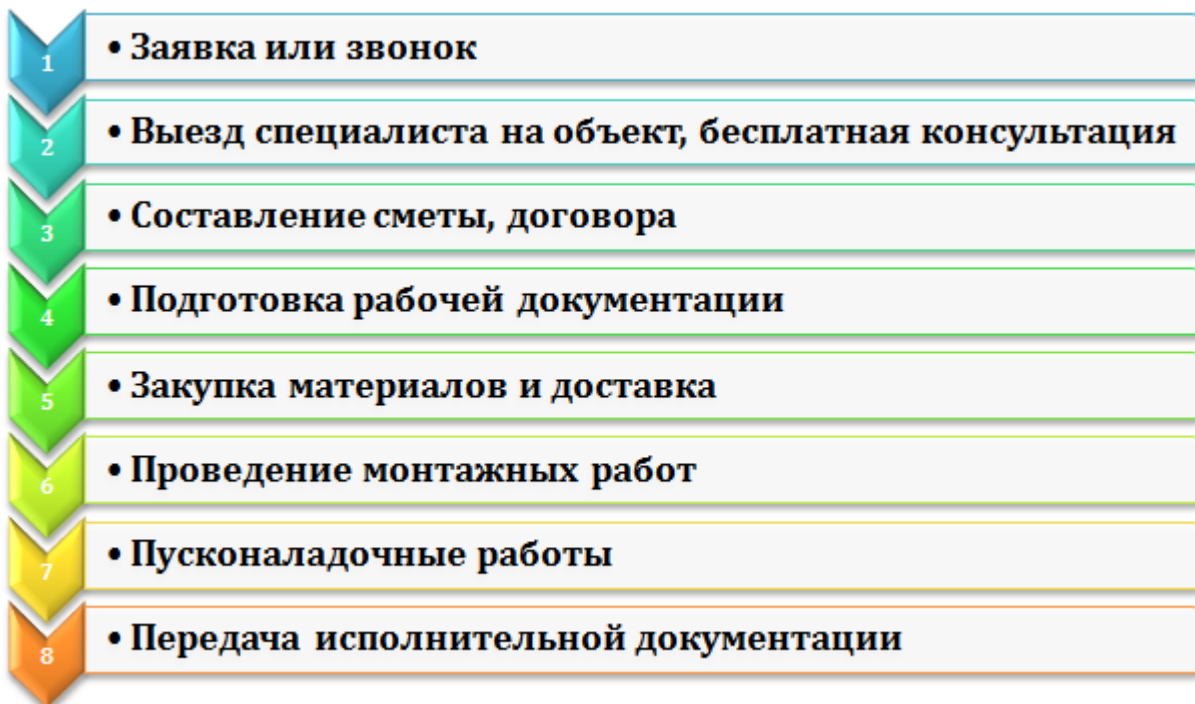 1 • Заявка или звонок
2 • Выезд специалиста на объект, бесплатная консультация
3 • Составление сметы, договора
4 • Подготовка рабочей документации
5 • Закупка материалов и доставка
6 • Проведение монтажных работ
7 • Пусконаладочные работы
8 • Передача исполнительной документации